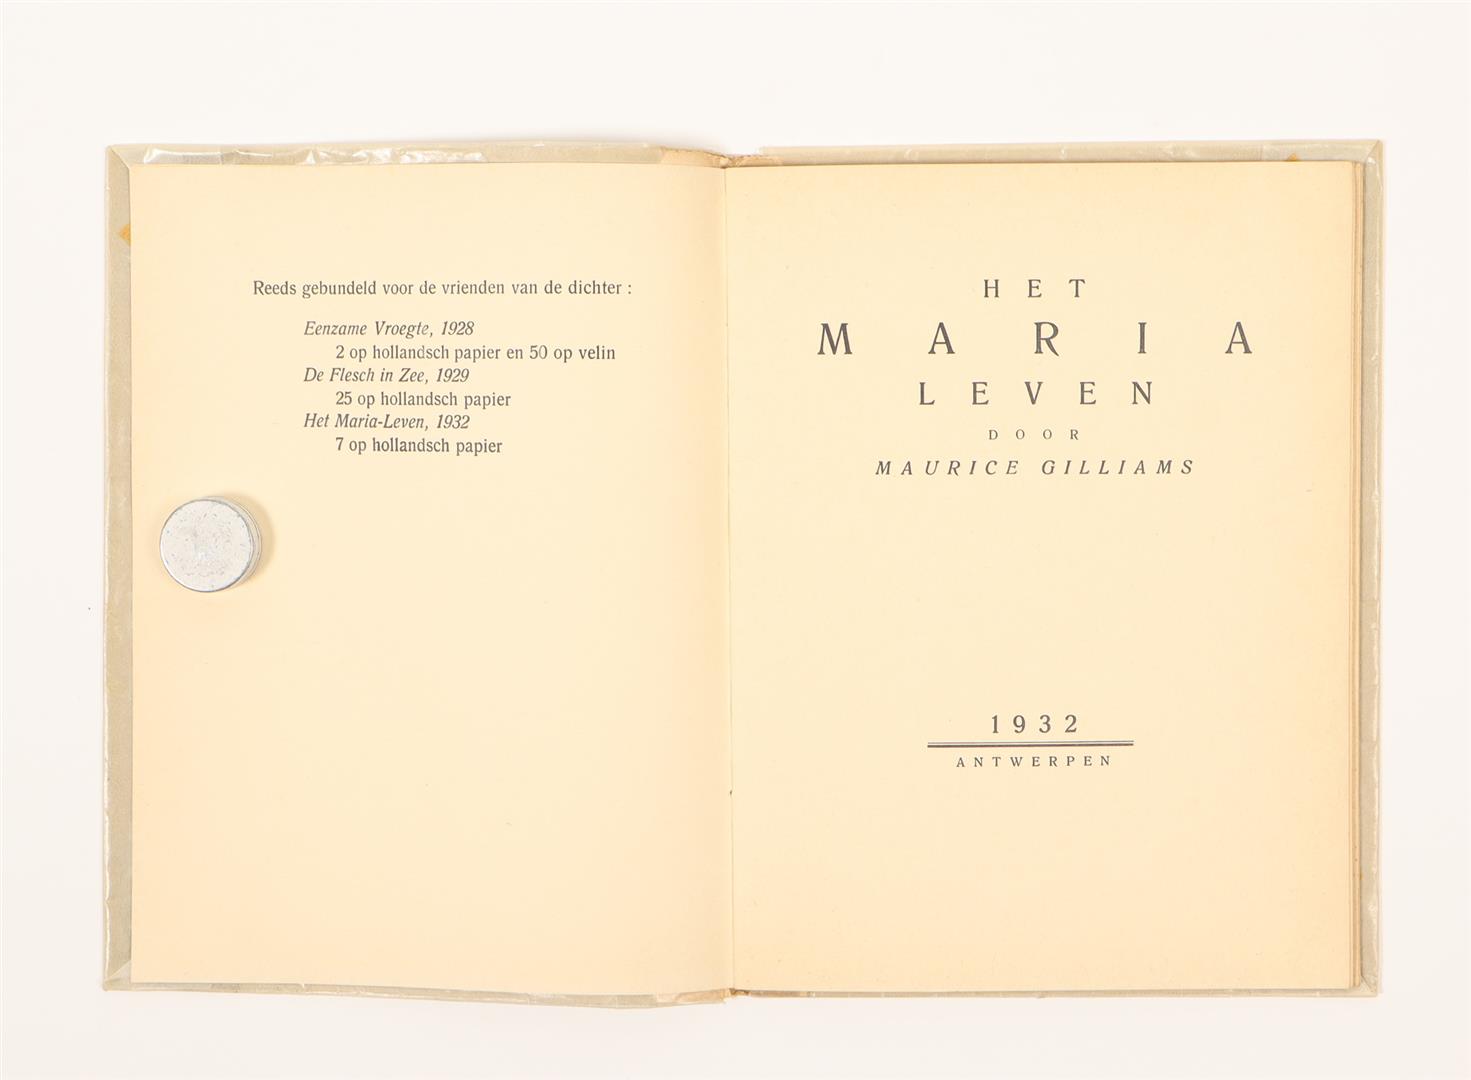 Reeds gebundeld voor de vrienden van de dichter :
Eenzame Vroegte, 1928
2 op hollandsch papier en 50 op velin
De Flesch in Zee, 1929
25 op hollandsch papier
Het Maria-Leven, 1932
7 op hollandsch papier
HET
MARIA
LEVEN
DOOR
MAURICE GILLIAMS
1932
ANTWERPEN